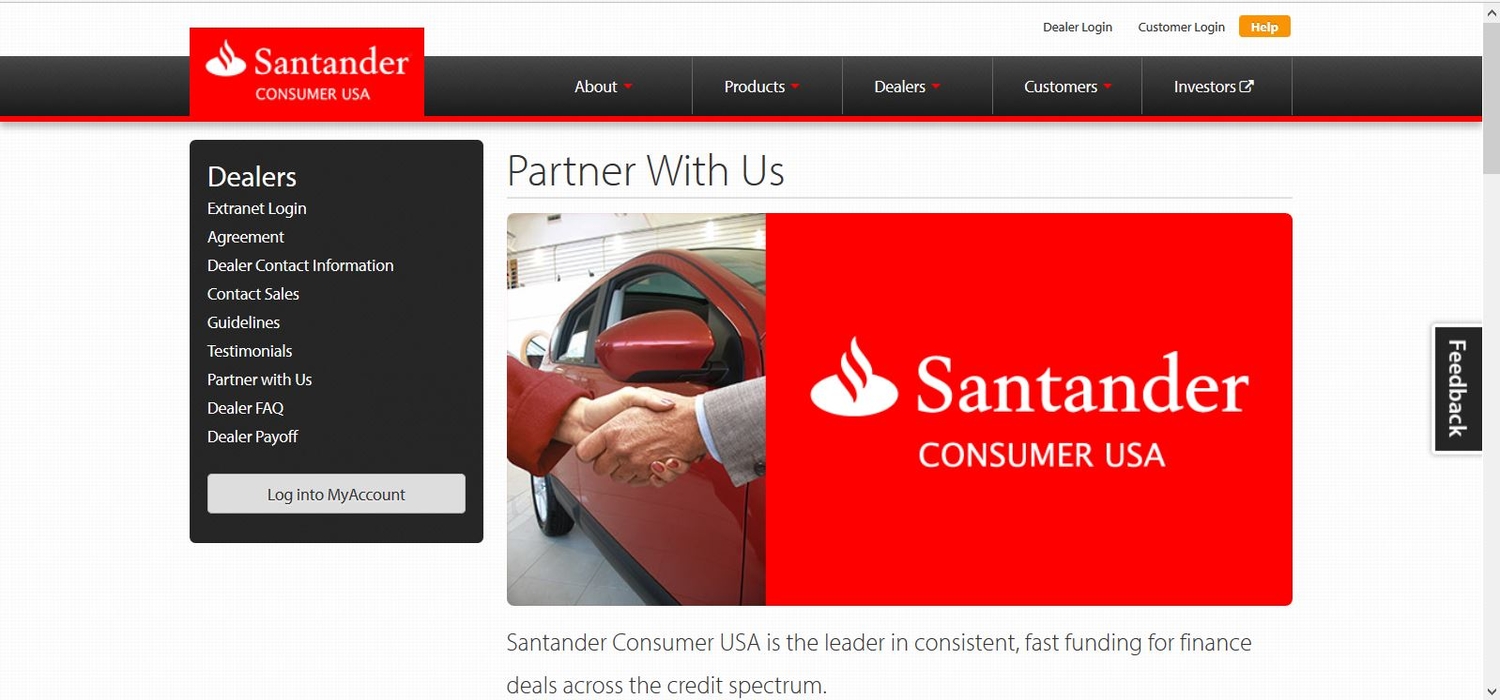 Dealer Login Customer Login Help
Santander
CONSUMER USA
About Products Dealers Customers Investors
Dealers
Extranet Login
Agreement
Dealer Contact Information
Contact Sales
Guidelines
Testimonials
Partner with Us
Dealer FAQ
Dealer Payoff
Log into MyAccount
Partner With Us
Santander
CONSUMER USA
Santander Consumer USA is the leader in consistent, fast funding for finance
deals across the credit spectrum.
Feedback